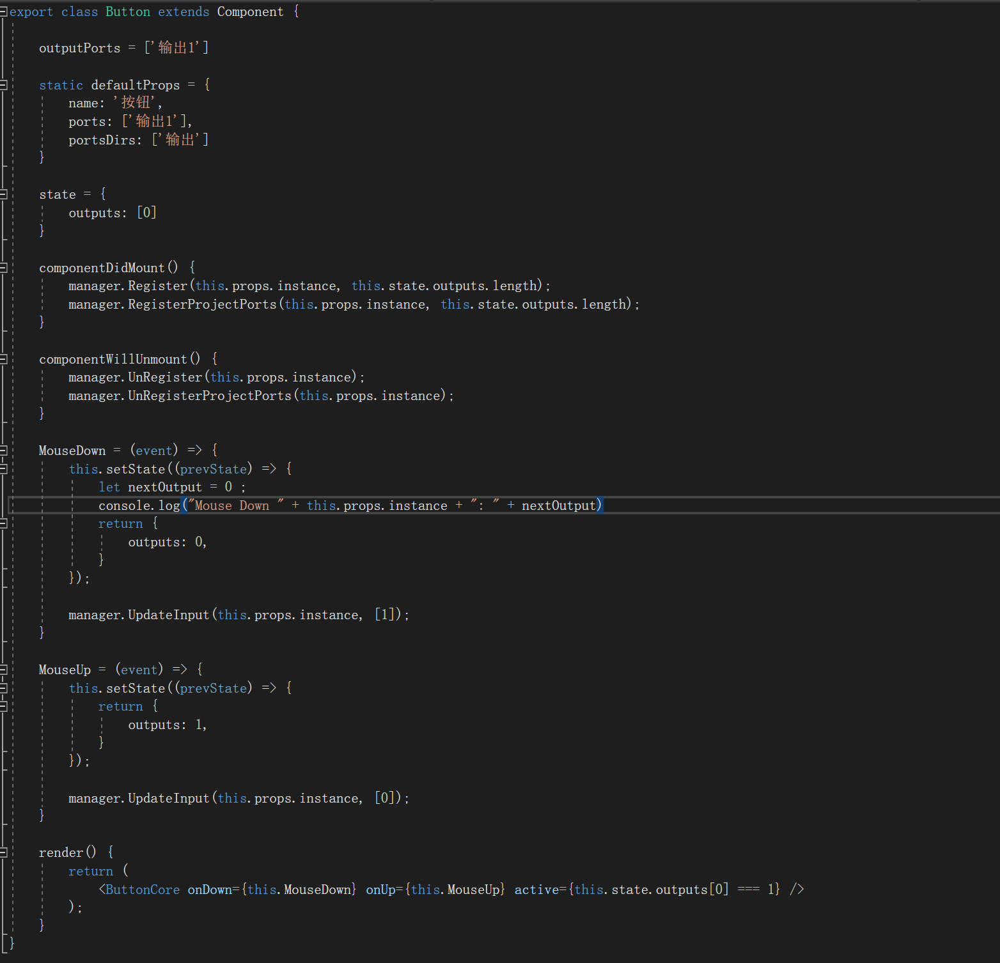 export class Button extends Component {
outputPorts = ['输出1']
static defaultProps = {
name: '按钮',
ports: ['输出1'],
portsDirs: ['输出']
}
state = {
outputs: [0]
}
componentDidMount() {
manager.Register(this.props.instance, this.state.outputs.length);
manager.RegisterProjectPorts(this.props.instance, this.state.outputs.length);
}
componentWillUnmount() {
manager.UnRegister(this.props.instance);
manager.UnRegisterProjectPorts(this.props.instance);
}
MouseDown = (event) => {
this.setState((prevState) => {
let nextOutput = 0 ;
console.log("Mouse Down " + this.props.instance + ": " + nextOutput)
return {
outputs: 0,
}
});
manager.UpdateInput(this.props.instance, [1]);
}
MouseUp = (event) => {
this.setState((prevState) => {
return {
outputs: 1,
}
});
manager.UpdateInput(this.props.instance, [0]);
}
render() {
return (
<ButtonCore onDown={this.MouseDown} onUp={this.MouseUp} active={this.state.outputs[0] === 1} />
);
}
}